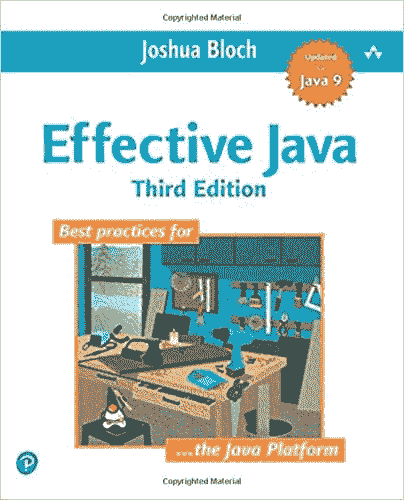 Copyrighted Material
Joshua Bloch
Updated
for
Java 9
Effective Java
Third Edition
Best practices for
...the Java Platform
Copyrighted Material